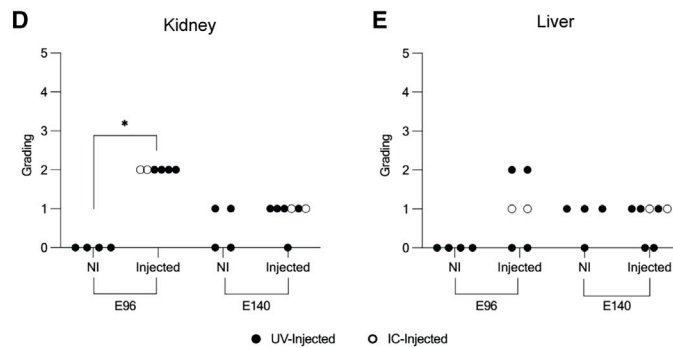 D Kidney
5
4
3
2
1
0
Grading
*
NI Injected NI Injected
E96 E140
E Liver
5
4
3
2
1
0
Grading
NI Injected NI Injected
E96 E140
UV-Injected IC-Injected